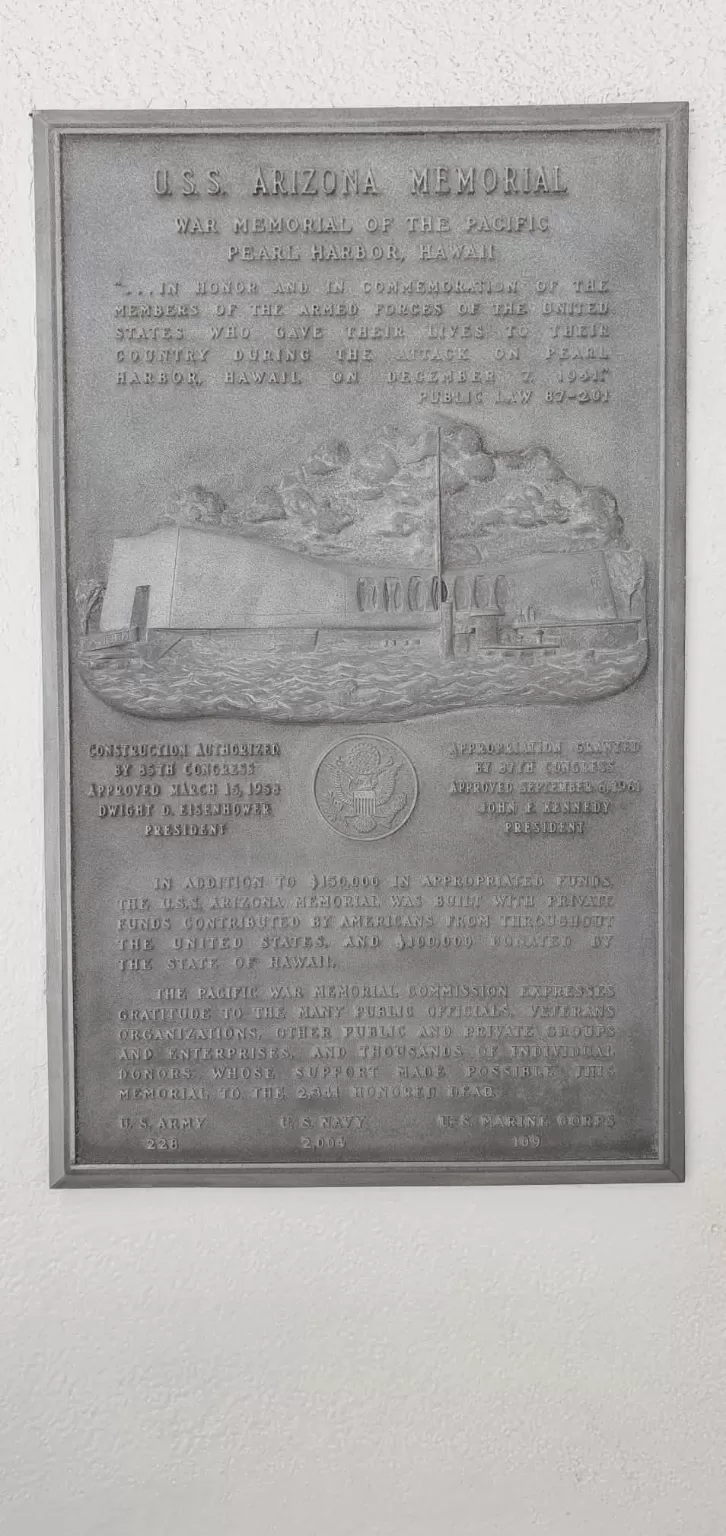 U.S.S. ARIZONA MEMORIAL
WAR MEMORIAL OF THE PACIFIC
PEARL HARBOR, HAWAII
"...IN HONOR AND IN COMMEMORATION OF THE
MEMBERS OF THE ARMED FORCES OF THE UNITED
STATES WHO GAVE THEIR LIVES TO THEIR
COUNTRY DURING THE ATTACK ON PEARL
HARBOR, HAWAII, ON DECEMBER 7, 1941"
PUBLIC LAW 87-201
CONSTRUCTION AUTHORIZED
BY 85TH CONGRESS
APPROVED MARCH 15, 1958
DWIGHT D. EISENHOWER
PRESIDENT
APPROPRIATION GRANTED
BY 87TH CONGRESS
APPROVED SEPTEMBER 6, 1961
JOHN F. KENNEDY
PRESIDENT
IN ADDITION TO $150,000 IN APPROPRIATED FUNDS,
THE U.S.S. ARIZONA MEMORIAL WAS BUILT WITH PRIVATE
FUNDS CONTRIBUTED BY AMERICANS FROM THROUGHOUT
THE UNITED STATES, AND $100,000 DONATED BY
THE STATE OF HAWAII.
THE PACIFIC WAR MEMORIAL COMMISSION EXPRESSES
GRATITUDE TO THE MANY PUBLIC OFFICIALS, VETERANS
ORGANIZATIONS, OTHER PUBLIC AND PRIVATE GROUPS
AND ENTERPRISES, AND THOUSANDS OF INDIVIDUAL
DONORS WHOSE SUPPORT MADE POSSIBLE THIS
MEMORIAL TO THE 2,341 HONORED DEAD.
U. S. ARMY U. S. NAVY U. S. MARINE CORPS
228 2,004 109